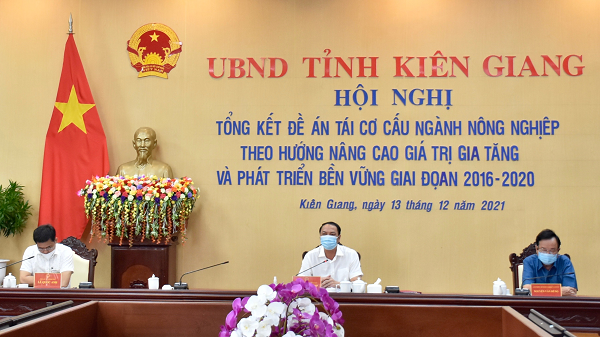 UBND TỈNH KIÊN GIANG
HỘI NGHỊ
TỔNG KẾT ĐỀ ÁN TÁI CƠ CẤU NGÀNH NÔNG NGHIỆP
THEO HƯỚNG NÂNG CAO GIÁ TRỊ GIA TĂNG
VÀ PHÁT TRIỂN BỀN VỮNG GIAI ĐOẠN 2016-2020
Kiên Giang, ngày 13 tháng 12 năm 2021